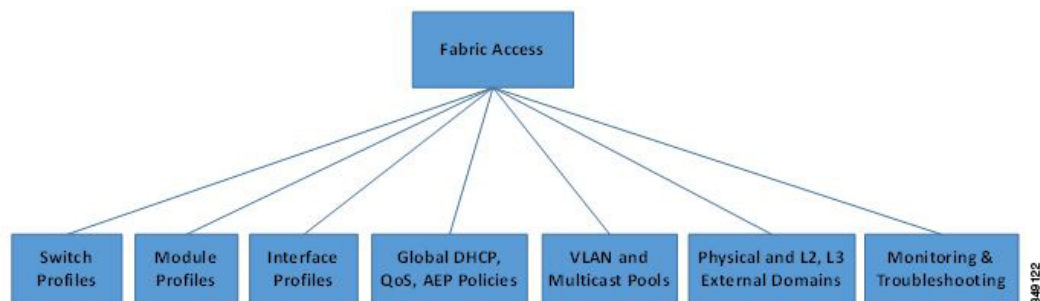 Fabric Access
Switch
Profiles
Module
Profiles
Interface
Profiles
Global DHCP,
QoS, AEP Policies
VLAN and
Multicast Pools
Physical and L2, L3
External Domains
Monitoring &
Troubleshooting
349122